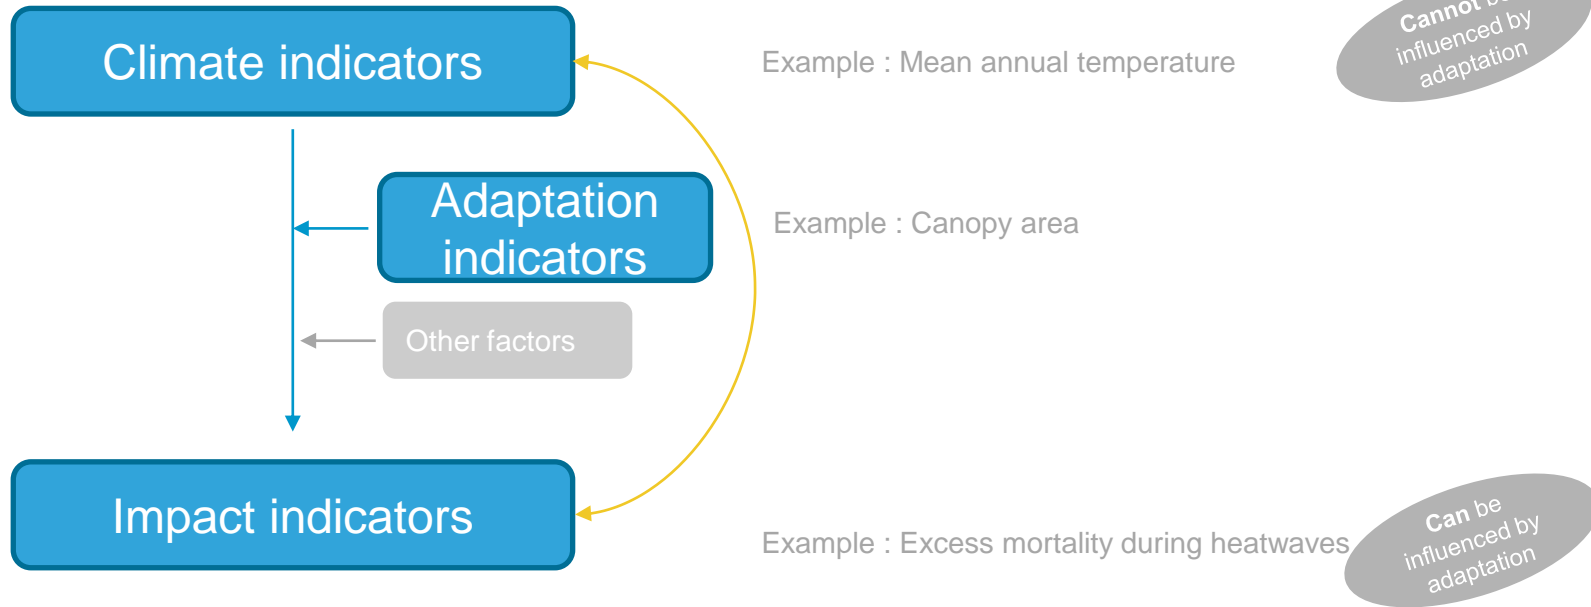 Cannot be
influenced by
adaptation
Climate indicators
Example : Mean annual temperature
Adaptation
indicators
Example : Canopy area
Other factors
Impact indicators
Example : Excess mortality during heatwaves
Can be
influenced by
adaptation